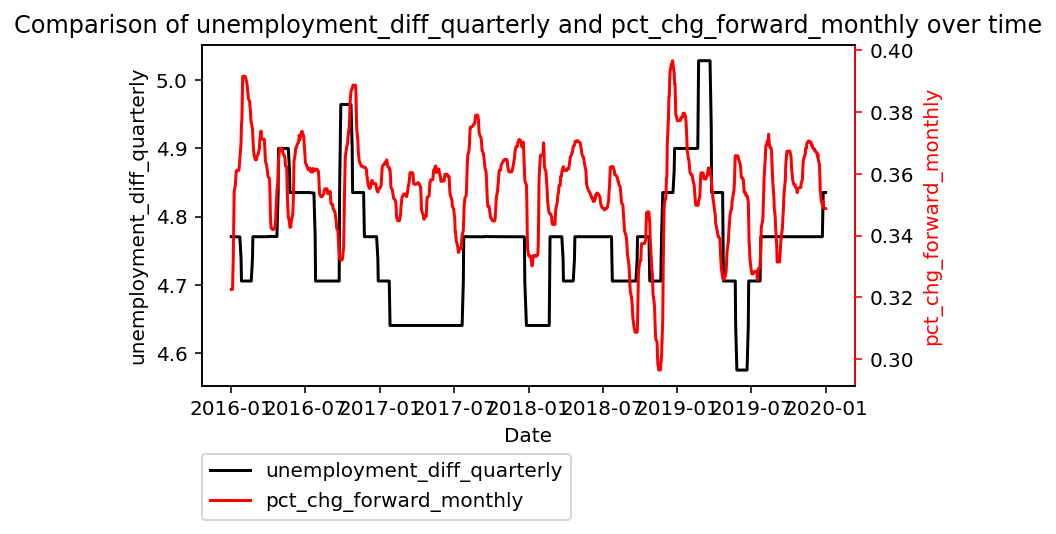 Comparison of unemployment_diff_quarterly and pct_chg_forward_monthly over time
unemployment_diff_quarterly
5.0
4.9
4.8
4.7
4.6
0.40
0.38
0.36
0.34
0.32
0.30
pct_chg_forward_monthly
2016-01 2016-07 2017-01 2017-07 2018-01 2018-07 2019-01 2019-07 2020-01
Date
unemployment_diff_quarterly
pct_chg_forward_monthly